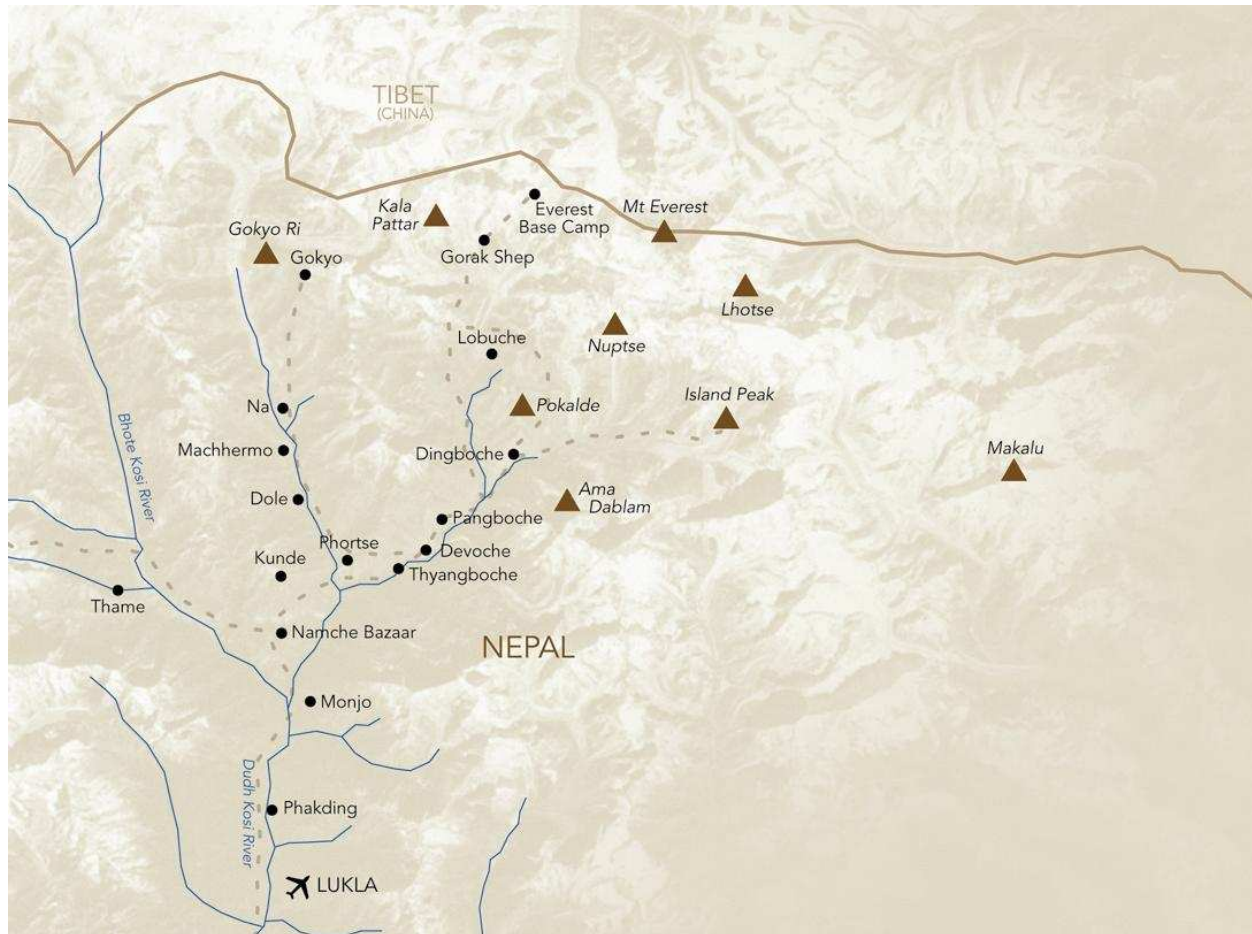 TIBET
(CHINA)
Kala
Pattar
Everest
Base Camp
Mt Everest
Gokyo Ri
Gokyo
Gorak Shep
Lhotse
Nuptse
Lobuche
Island Peak
Na
Pokalde
Bhote Kosi River
Machhermo
Dingboche
Makalu
Dole
Ama
Dablam
Pangboche
Phortse
Devoche
Kunde
Thyangboche
Thame
Namche Bazaar
NEPAL
Monjo
Dudh Kosi River
Phakding
LUKLA